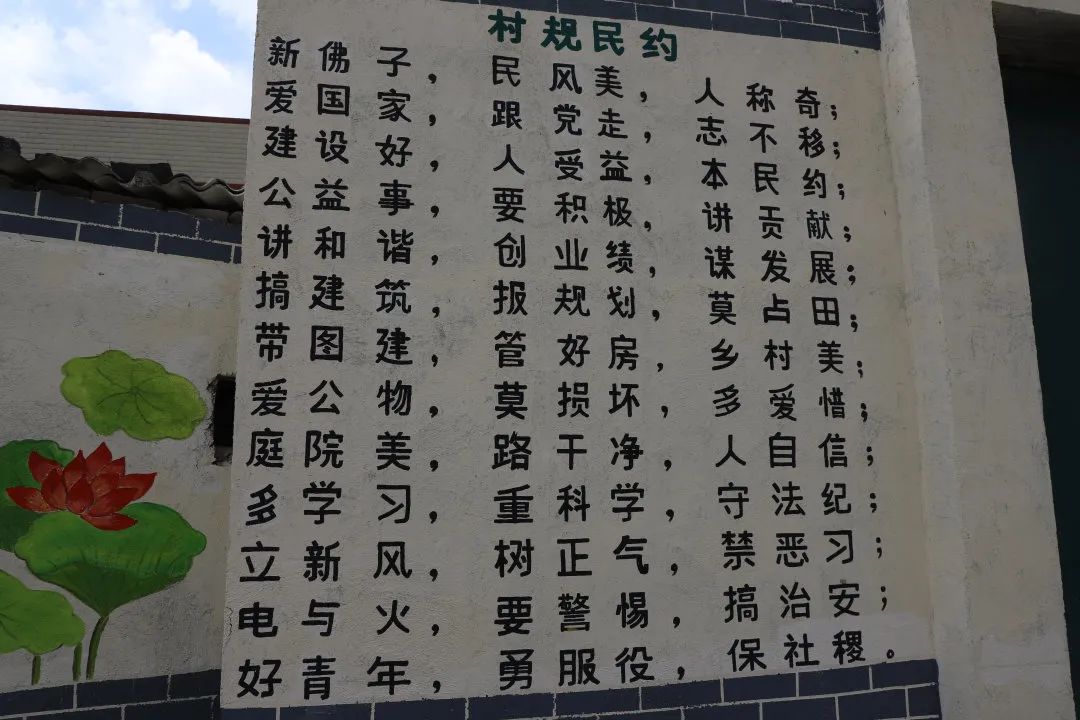 村规民约
新佛子，民风美，人称奇；
爱国家，跟党走，志不移；
建设好，人受益，本民约；
公益事，要积极，讲贡献；
讲和谐，创业绩，谋发展；
搞建筑，报规划，莫占田；
带图建，管好房，乡村美；
爱公物，莫损坏，多爱惜；
庭院美，路干净，人自信；
多学习，重科学，守法纪；
立新风，树正气，禁恶习；
电与火，要警惕，搞治安；
好青年，勇服役，保社稷。